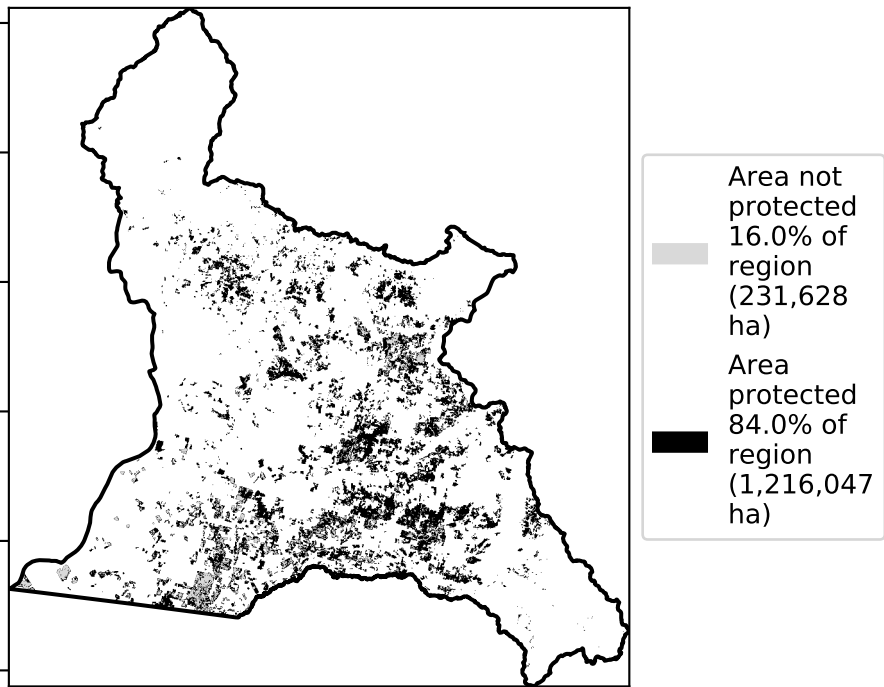 Area not
protected
16.0% of
region
(231,628
ha)
Area
protected
84.0% of
region
(1,216,047
ha)